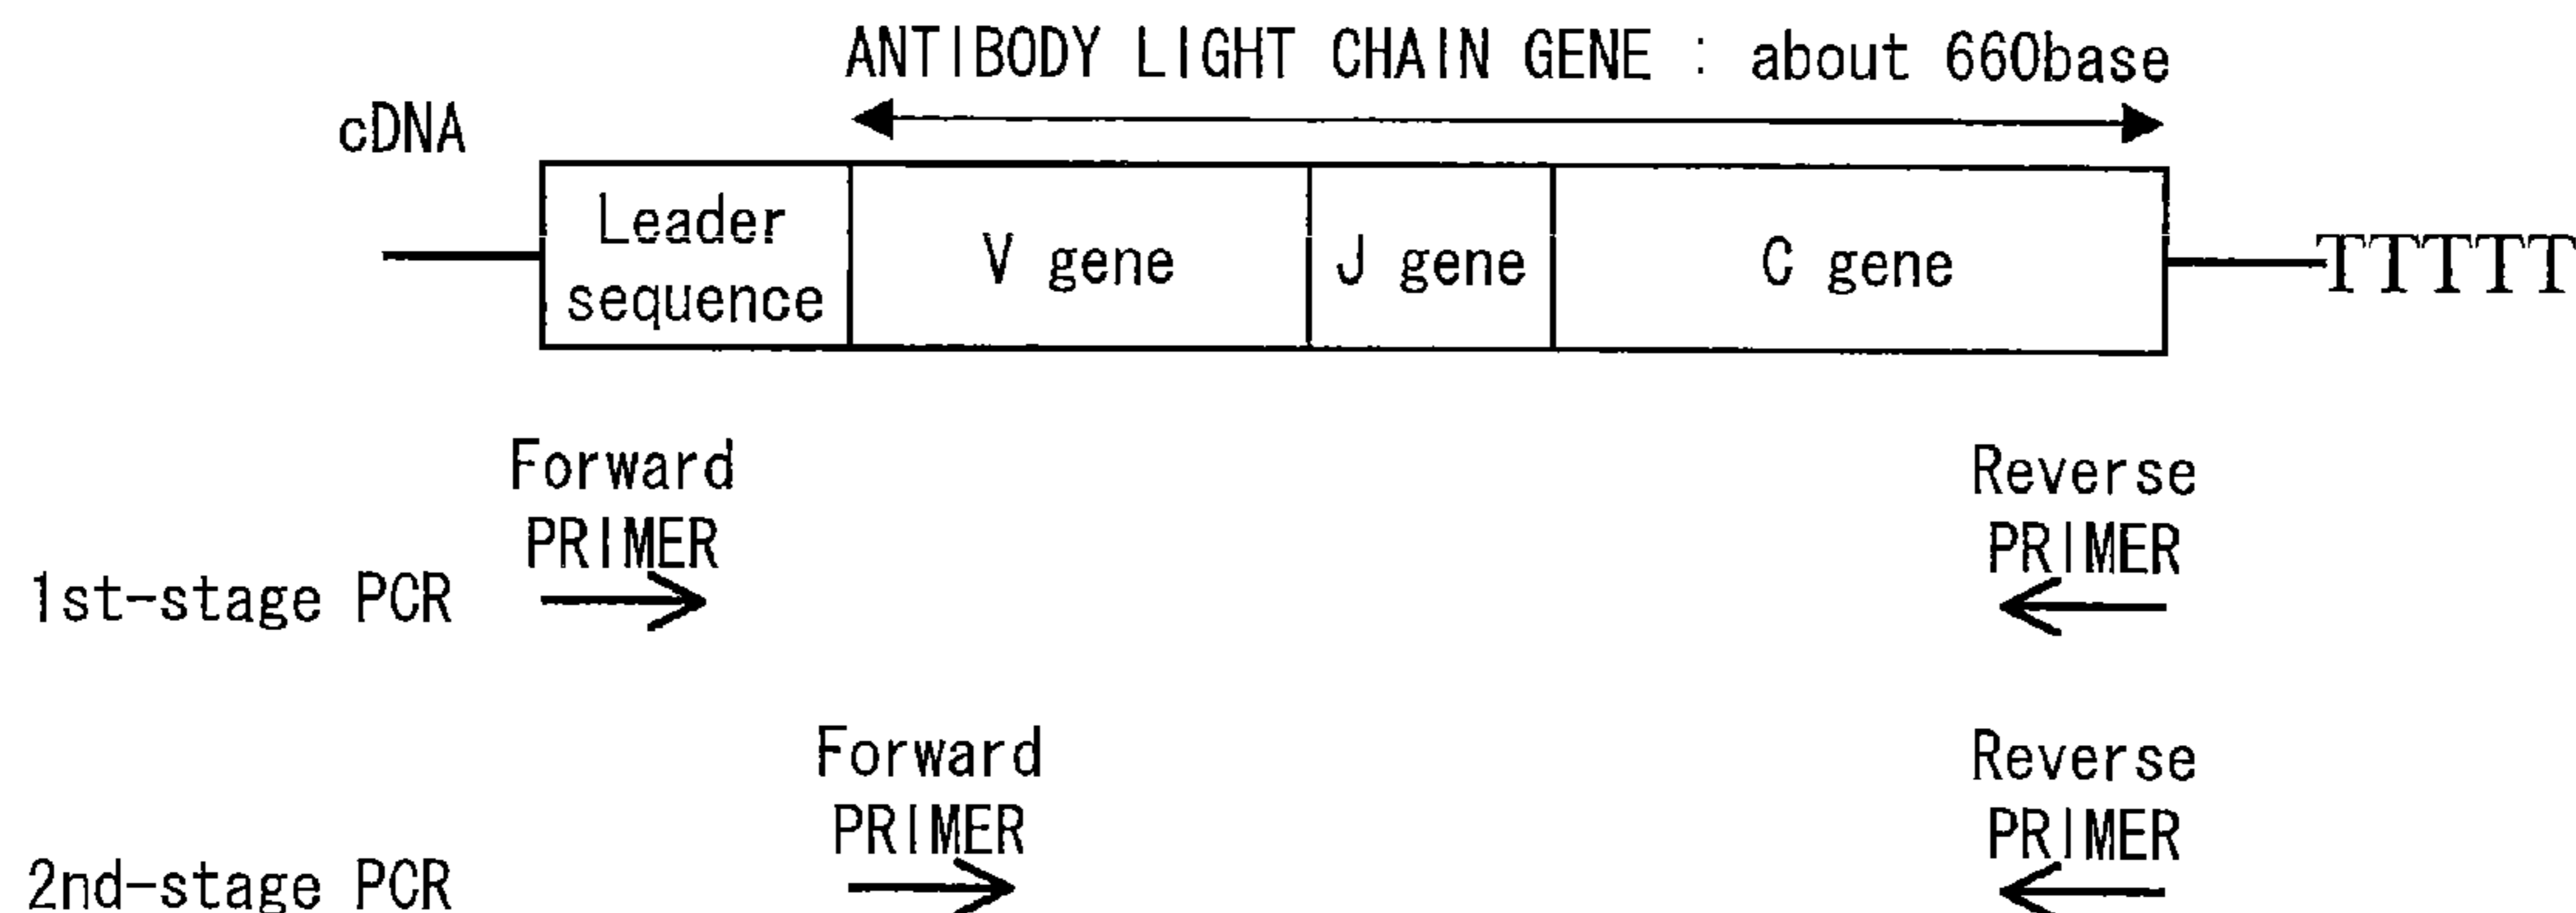 ANTIBODY LIGHT CHAIN GENE : about 660base
cDNA
Leader
sequence
V gene
J gene
C gene
TTTTT
Forward
PRIMER
Reverse
PRIMER
1st-stage PCR
Forward
PRIMER
Reverse
PRIMER
2nd-stage PCR